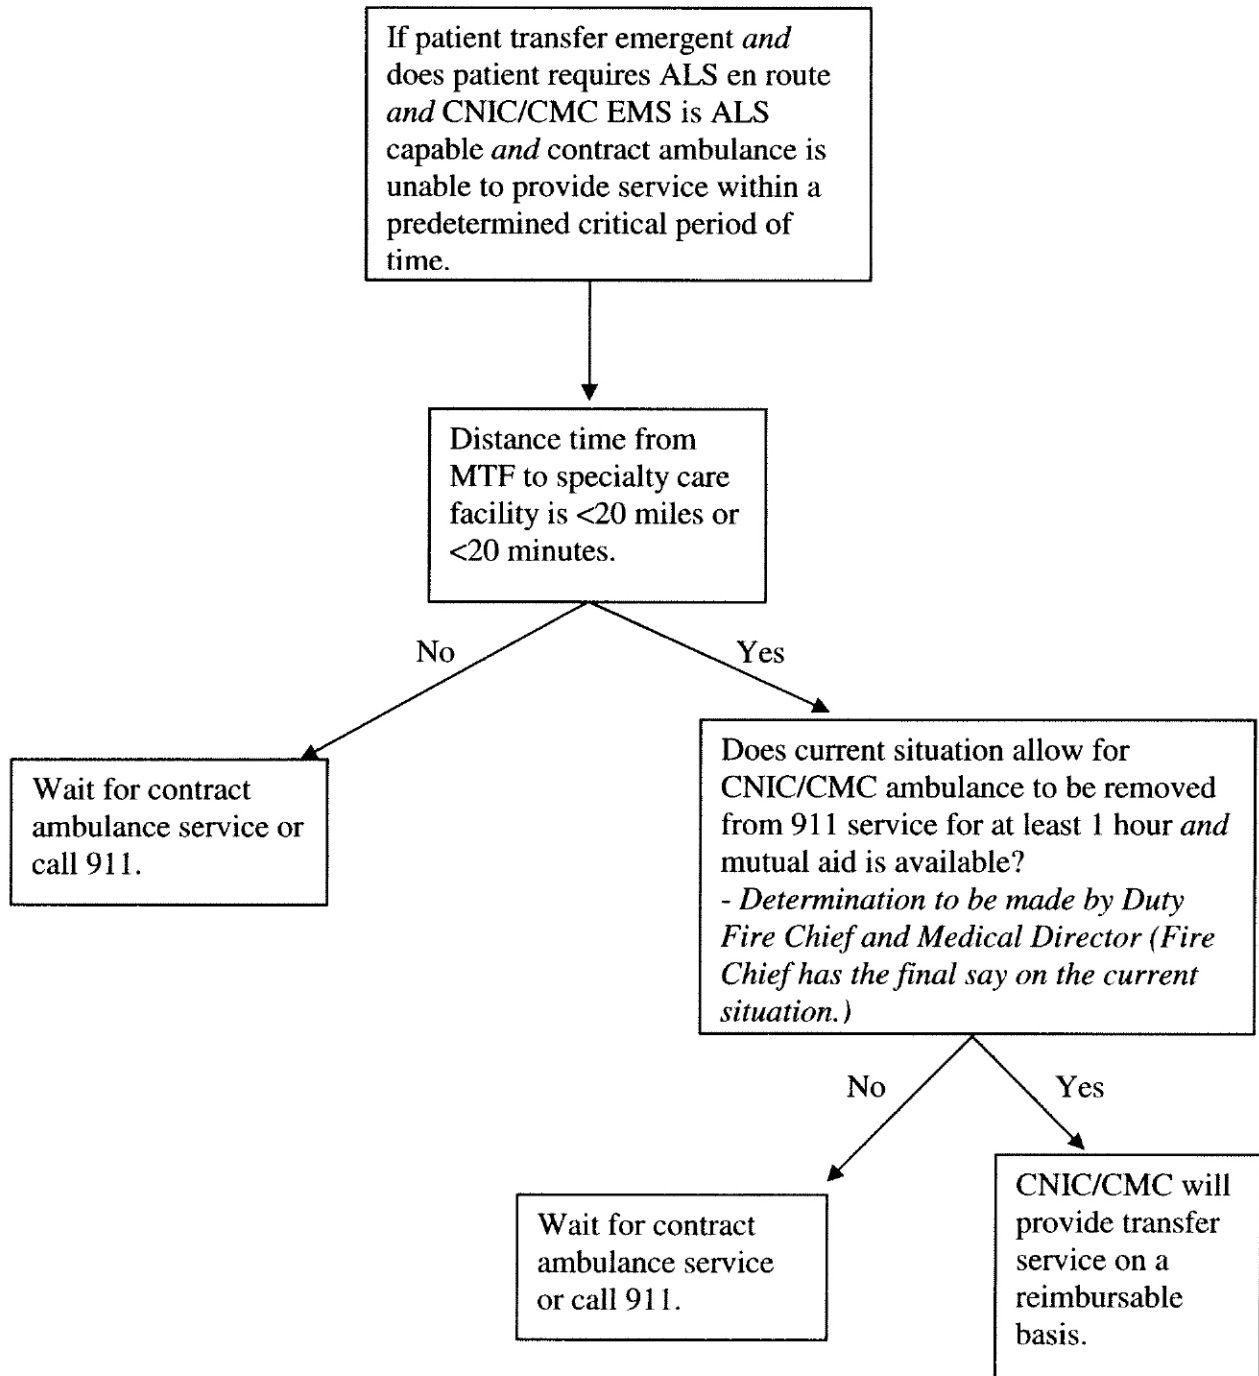 If patient transfer emergent and
does patient requires ALS en route
and CNIC/CMC EMS is ALS
capable and contract ambulance is
unable to provide service within a
predetermined critical period of
time.
Distance time from
MTF to specialty care
facility is <20 miles or
<20 minutes.
No
Yes
Wait for contract
ambulance service or
call 911.
Does current situation allow for
CNIC/CMC ambulance to be removed
from 911 service for at least 1 hour and
mutual aid is available?
- Determination to be made by Duty
Fire Chief and Medical Director (Fire
Chief has the final say on the current
situation.)
No
Yes
Wait for contract
ambulance service
or call 911.
CNIC/CMC will
provide transfer
service on a
reimbursable
basis.